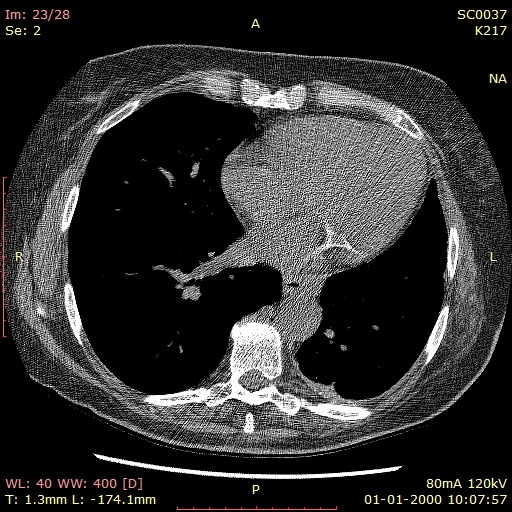 Im: 23/28
Se: 2
A
SC0037
K217
NA
R
L
WL: 40 WW: 400 [D]
T: 1.3mm L: -174.1mm
P
80mA 120kV
01-01-2000 10:07:57